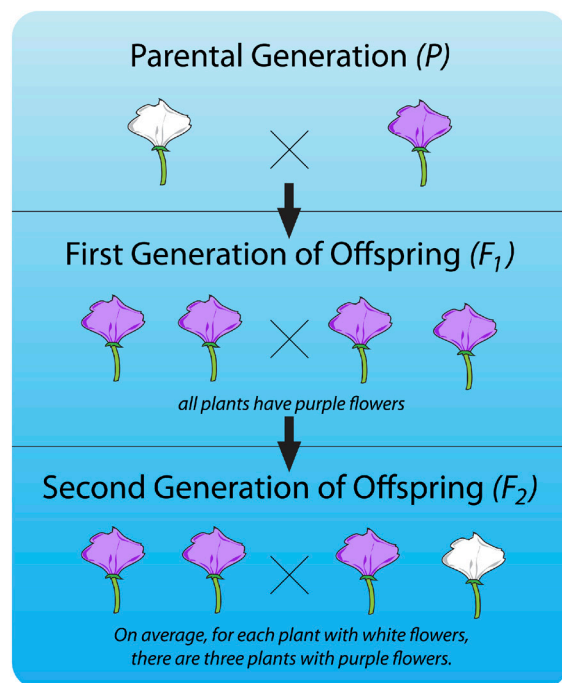 Parental Generation (P)
First Generation of Offspring (F₁)
all plants have purple flowers
Second Generation of Offspring (F₂)
On average, for each plant with white flowers,
there are three plants with purple flowers.